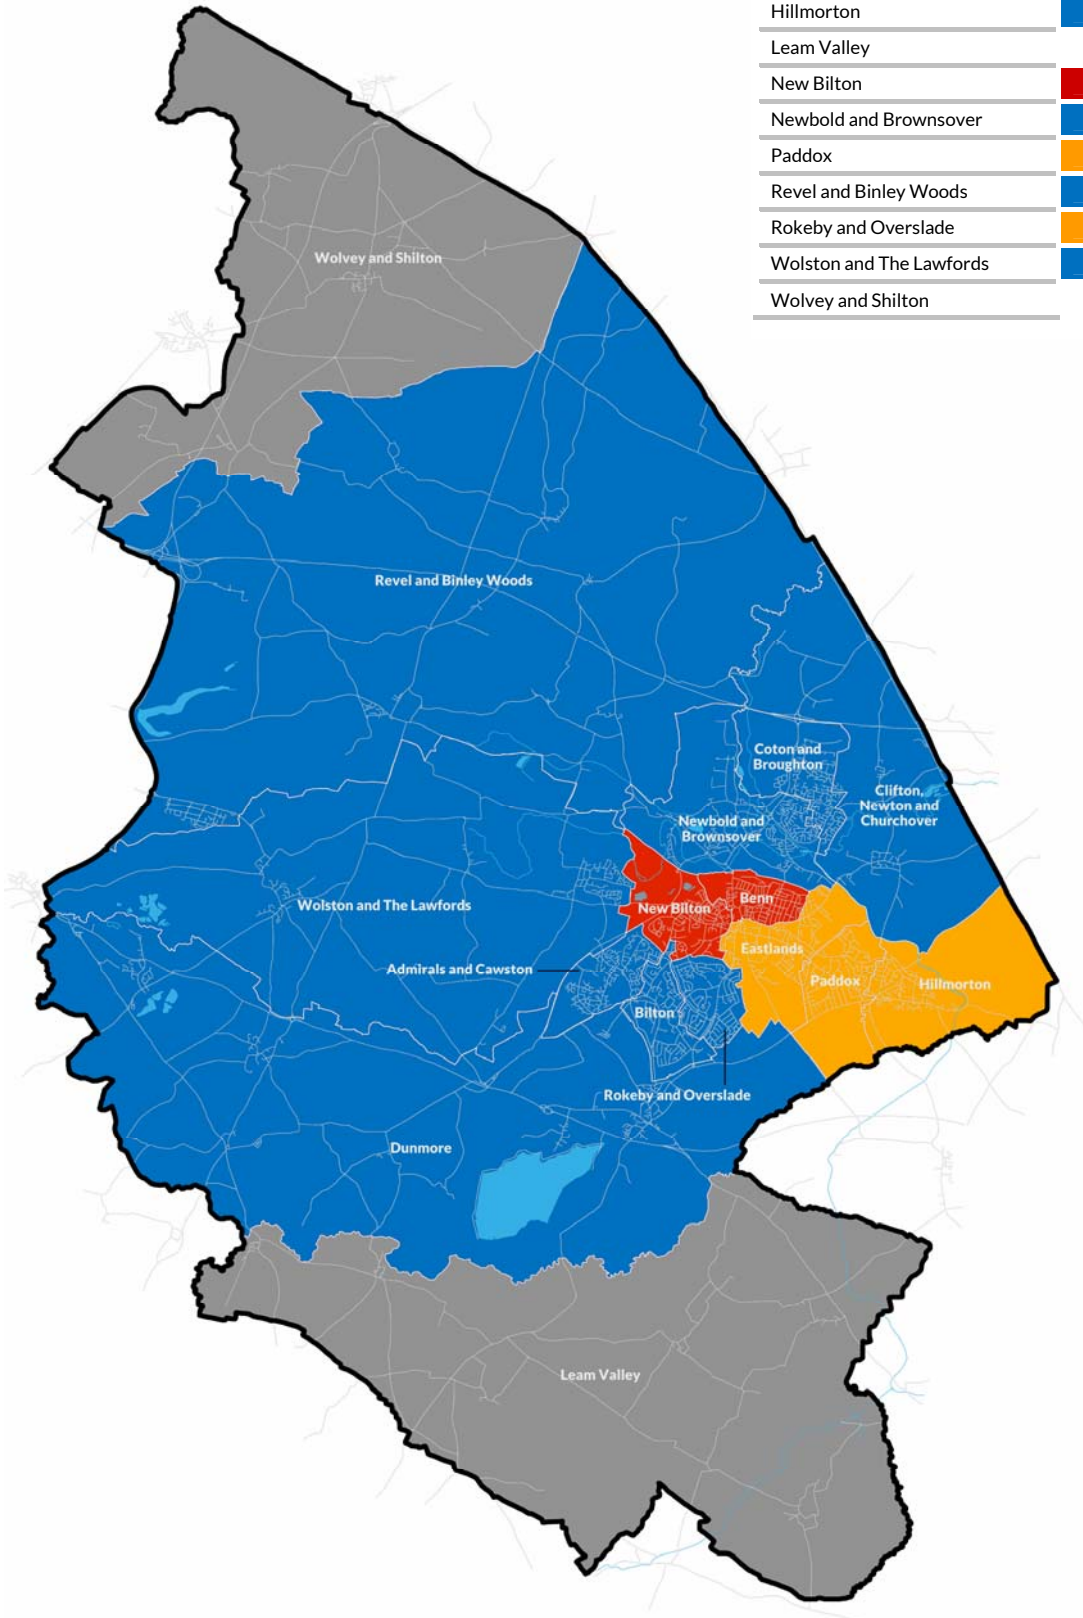 Hillmorton
Leam Valley
New Bilton
Newbold and Brownsover
Paddox
Revel and Binley Woods
Rokeby and Overslade
Wolston and The Lawfords
Wolvey and Shilton
Wolvey and Shilton
Revel and Binley Woods
Coton and
Broughton
Clifton,
Newton and
Churchover
Newbold and
Brownsover
Wolston and The Lawfords
New Bilton
Benn
Eastlands
Admirals and Cawston
Paddox
Hillmorton
Bilton
Rokeby and Overslade
Dunmore
Leam Valley